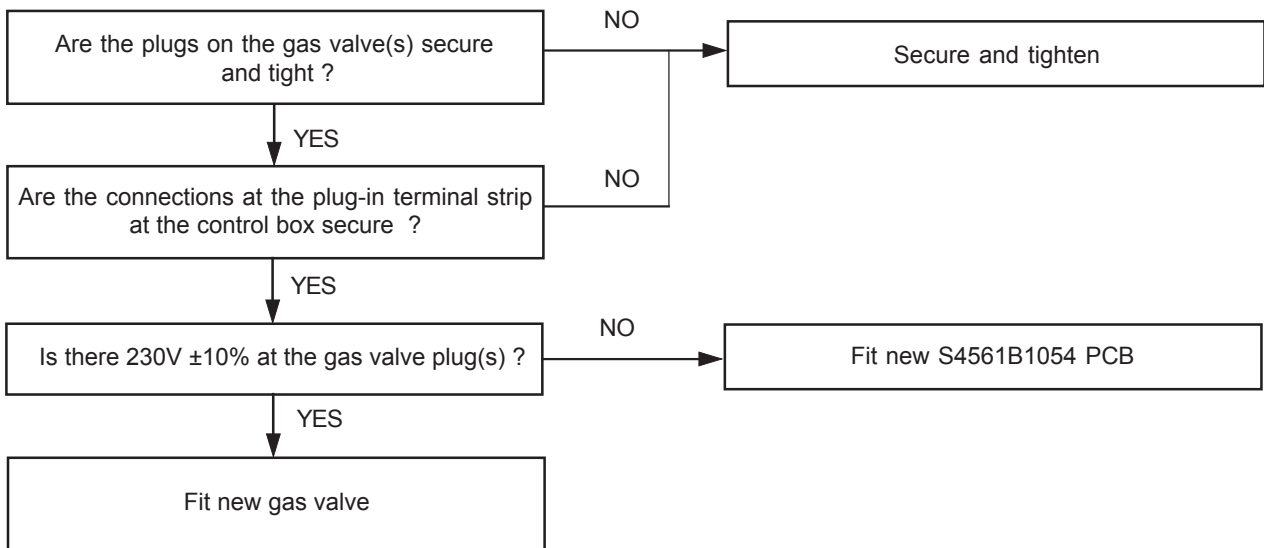 NO
Are the plugs on the gas valve(s) secure
and tight ?
Secure and tighten
YES
Are the connections at the plug-in terminal strip
at the control box secure ?
NO
YES
Is there 230V ±10% at the gas valve plug(s) ?
NO
Fit new S4561B1054 PCB
YES
Fit new gas valve